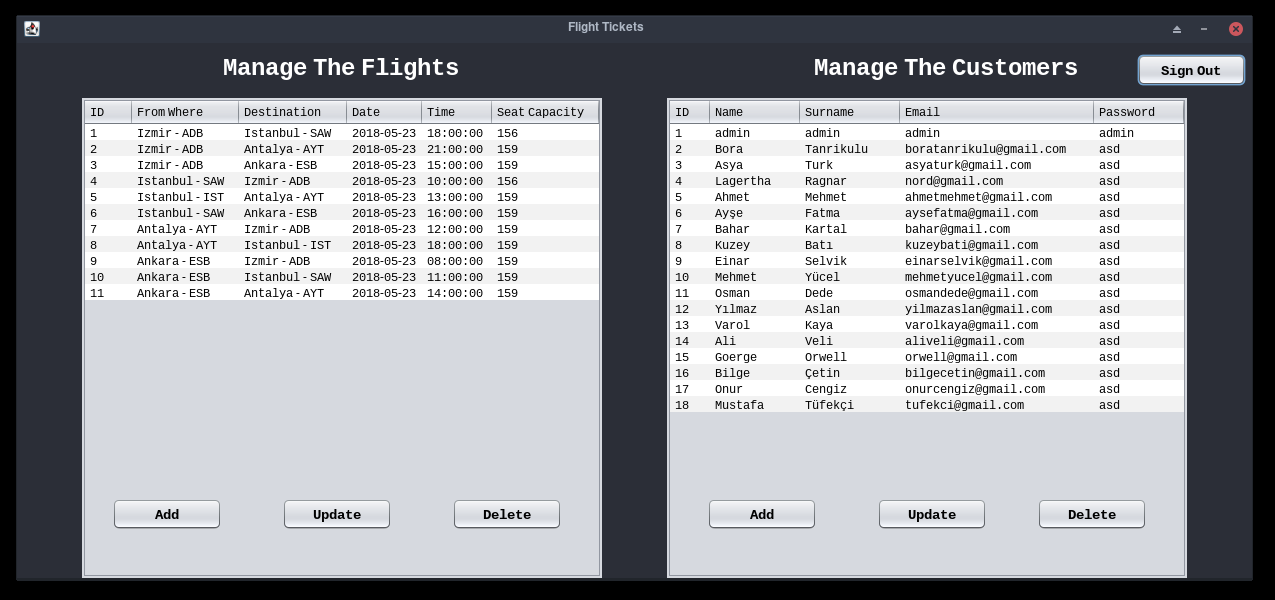 Flight Tickets
Manage The Flights
Manage The Customers
Sign Out
ID From Where Destination Date Time Seat Capacity
1 Izmir - ADB Istanbul - SAW 2018-05-23 18:00:00 156
2 Izmir - ADB Antalya - AYT 2018-05-23 21:00:00 159
3 Izmir - ADB Ankara - ESB 2018-05-23 15:00:00 159
4 Istanbul - SAW Izmir - ADB 2018-05-23 10:00:00 156
5 Istanbul - IST Antalya - AYT 2018-05-23 13:00:00 159
6 Istanbul - SAW Ankara - ESB 2018-05-23 16:00:00 159
7 Antalya - AYT Izmir - ADB 2018-05-23 12:00:00 159
8 Antalya - AYT Istanbul - IST 2018-05-23 18:00:00 159
9 Ankara - ESB Izmir - ADB 2018-05-23 08:00:00 159
10 Ankara - ESB Istanbul - SAW 2018-05-23 11:00:00 159
11 Ankara - ESB Antalya - AYT 2018-05-23 14:00:00 159
Add Update Delete
ID Name Surname Email Password
1 admin admin admin admin
2 Bora Tanrikulu boratanrikulu@gmail.com asd
3 Asya Turk asyaturk@gmail.com asd
4 Lagertha Ragnar nord@gmail.com asd
5 Ahmet Mehmet ahmetmehmet@gmail.com asd
6 Ayşe Fatma aysefatma@gmail.com asd
7 Bahar Kartal bahar@gmail.com asd
8 Kuzey Batı kuzeybati@gmail.com asd
9 Einar Selvik einarselvik@gmail.com asd
10 Mehmet Yücel mehmetyucel@gmail.com asd
11 Osman Dede osmandede@gmail.com asd
12 Yılmaz Aslan yilmazaslan@gmail.com asd
13 Varol Kaya varolkaya@gmail.com asd
14 Ali Veli aliveli@gmail.com asd
15 Goerge Orwell orwell@gmail.com asd
16 Bilge Çetin bilgecetin@gmail.com asd
17 Onur Cengiz onurcengiz@gmail.com asd
18 Mustafa Tüfekçi tufekci@gmail.com asd
Add Update Delete